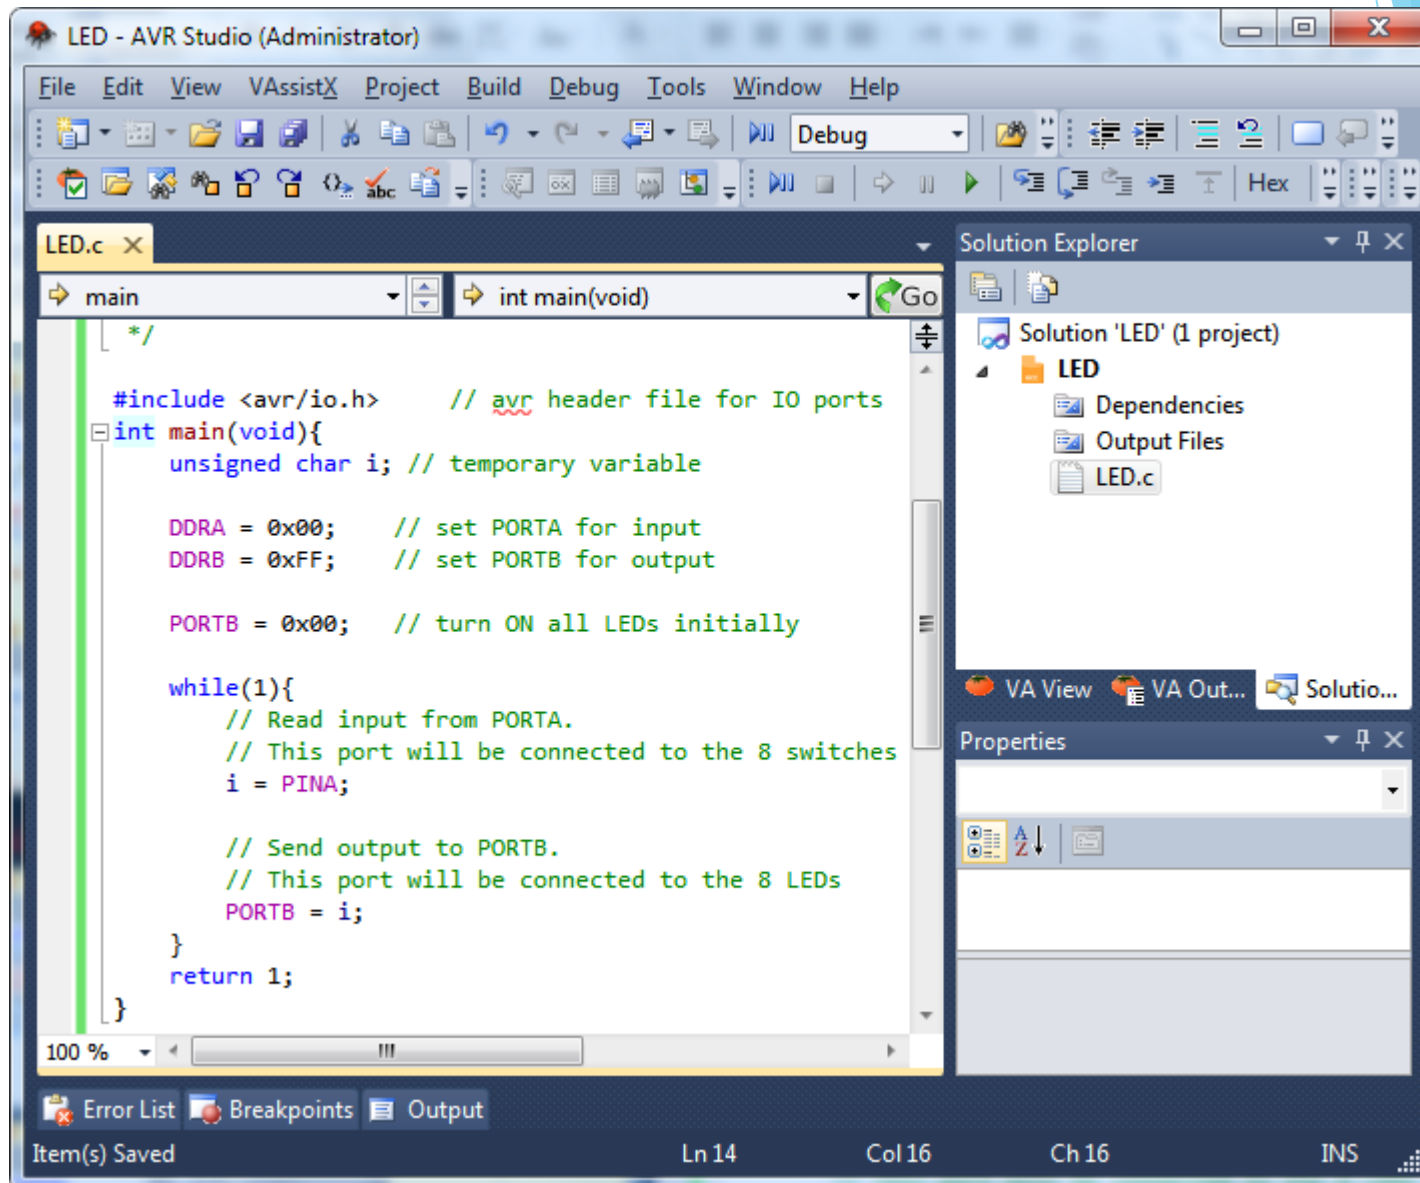 LED - AVR Studio (Administrator)
File Edit View VAssistX Project Build Debug Tools Window Help
Debug
abc Hex
LED.c
main int main(void) Go
*/
#include <avr/io.h> // avr header file for IO ports
int main(void){
unsigned char i; // temporary variable
DDRA = 0x00; // set PORTA for input
DDRB = 0xFF; // set PORTB for output
PORTB = 0x00; // turn ON all LEDs initially
while(1){
// Read input from PORTA.
// This port will be connected to the 8 switches
i = PINA;
// Send output to PORTB.
// This port will be connected to the 8 LEDs
PORTB = i;
}
return 1;
}
100 %
Solution Explorer
Solution 'LED' (1 project)
LED
Dependencies
Output Files
LED.c
VA View VA Out... Solutio...
Properties
A
Z
Error List Breakpoints Output
Item(s) Saved Ln 14 Col 16 Ch 16 INS